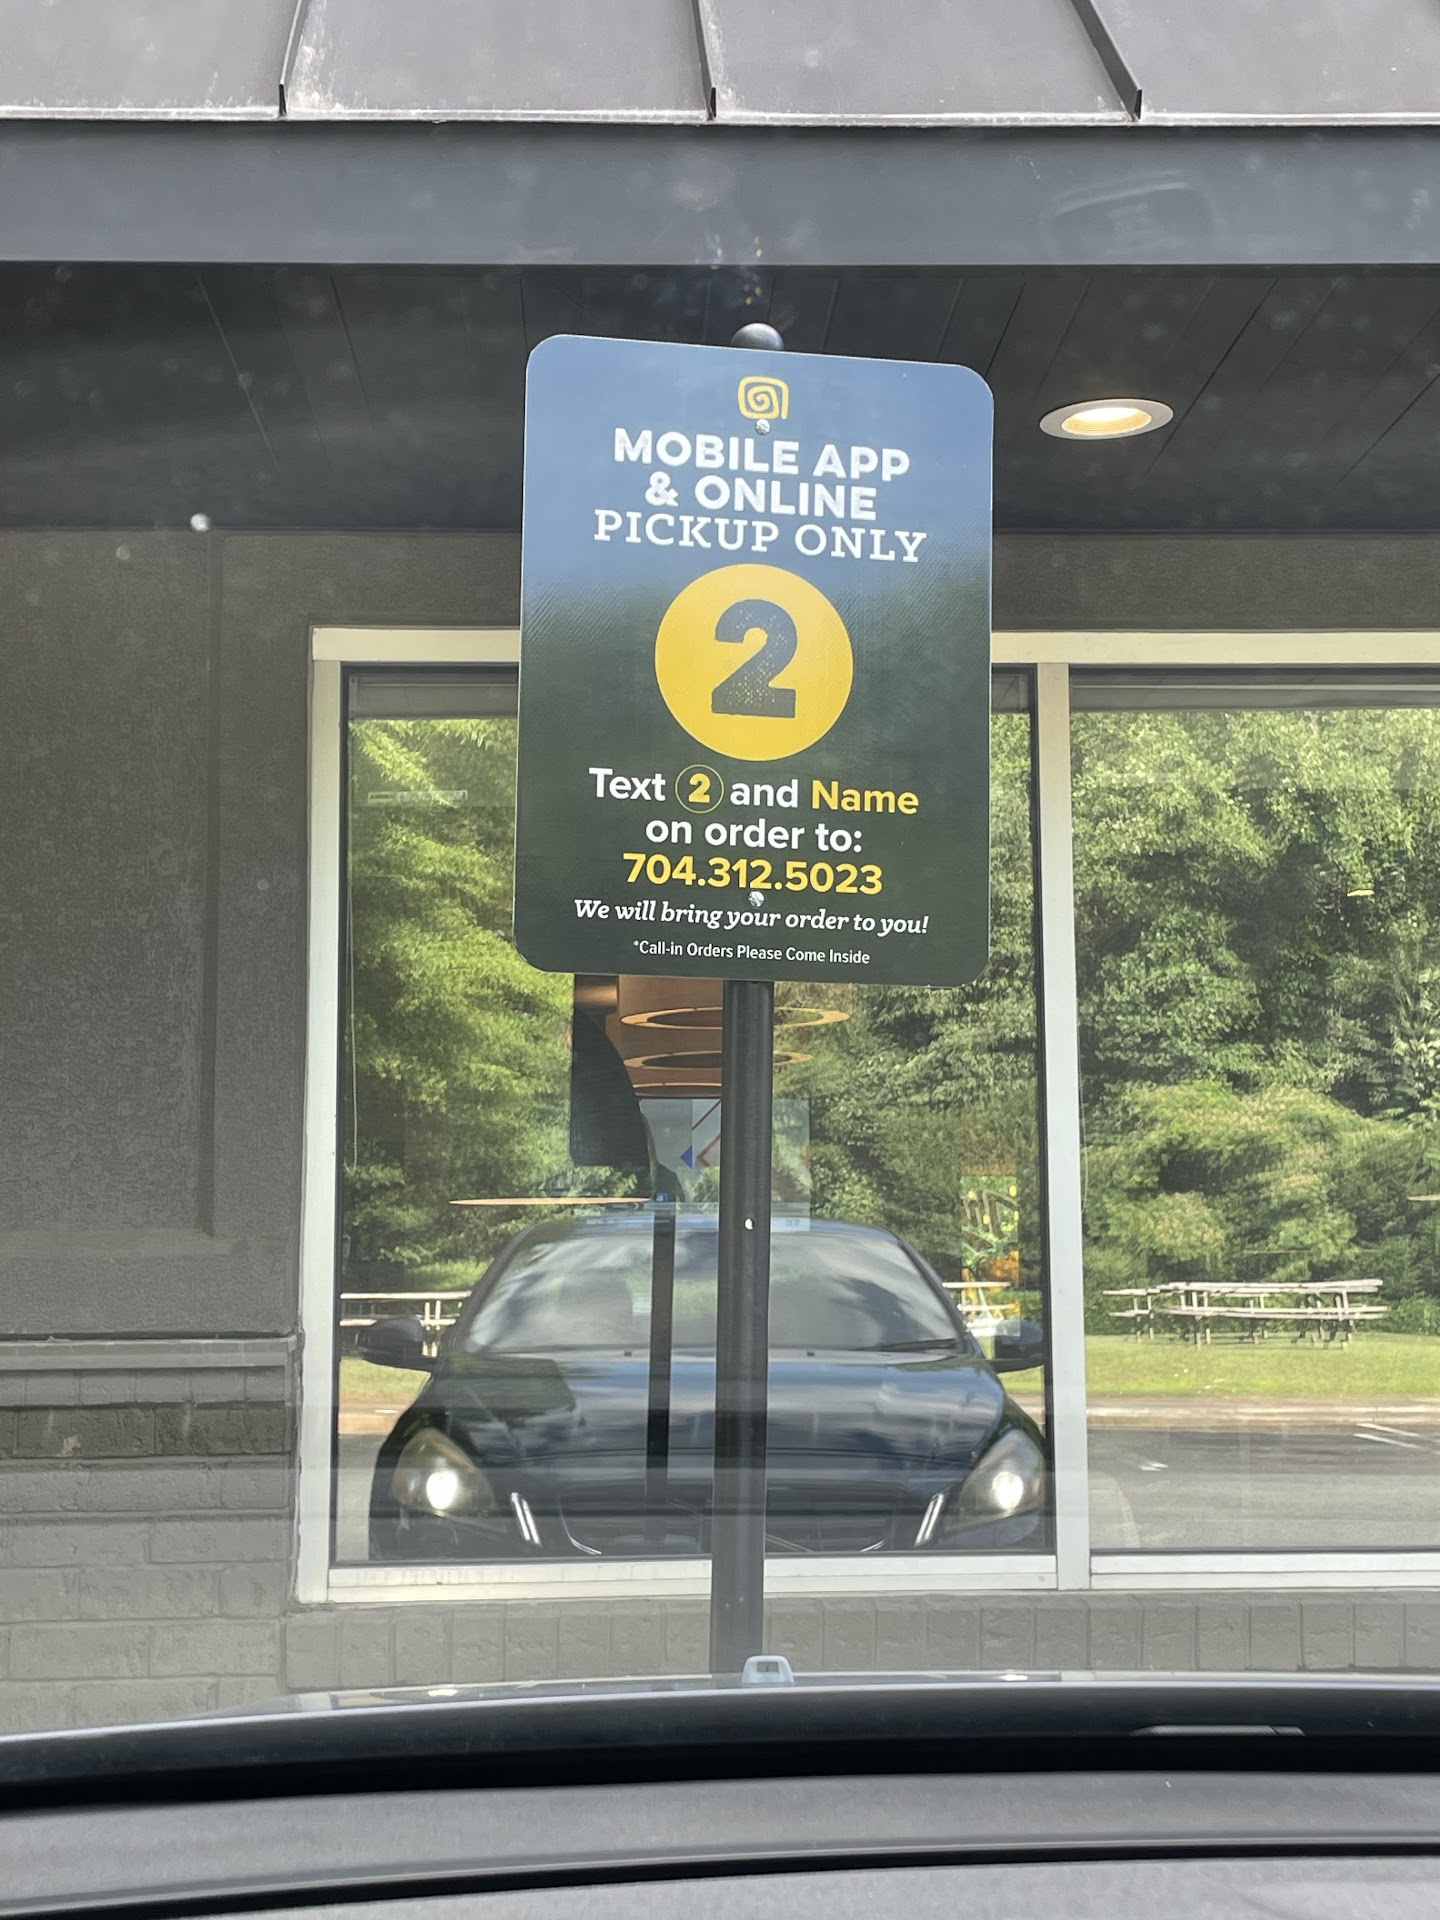 MOBILE APP
& ONLINE
PICKUP ONLY
2
Text 2 and Name
on order to:
704.312.5023
We will bring your order to you!
*Call-in Orders Please Come Inside